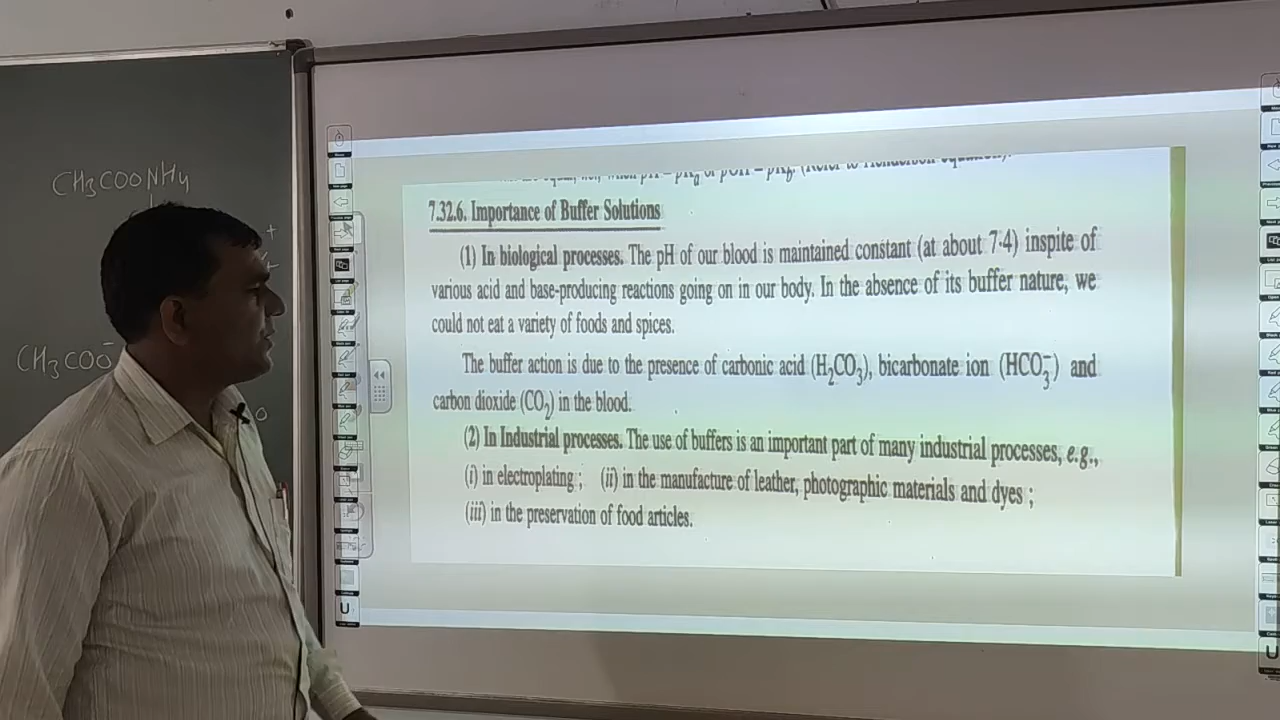 CH3COONH4
+
CH3COO-
7.32.6. Importance of Buffer Solutions
(1) In biological processes. The pH of our blood is maintained constant (at about 7·4) inspite of
various acid and base-producing reactions going on in our body. In the absence of its buffer nature, we
could not eat a variety of foods and spices.
The buffer action is due to the presence of carbonic acid (H2CO3), bicarbonate ion (HCO3-) and
carbon dioxide (CO2) in the blood.
(2) In Industrial processes. The use of buffers is an important part of many industrial processes, e.g.,
(i) in electroplating ; (ii) in the manufacture of leather, photographic materials and dyes ;
(iii) in the preservation of food articles.